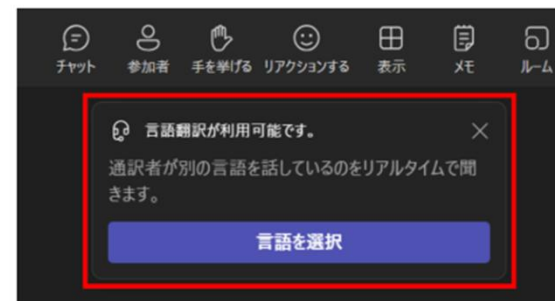 チャット 参加者 手を挙げる リアクションする 表示 メモ ルーム
言語翻訳が利用可能です。
通訳者が別の言語を話しているのをリアルタイムで聞
きます。
言語を選択